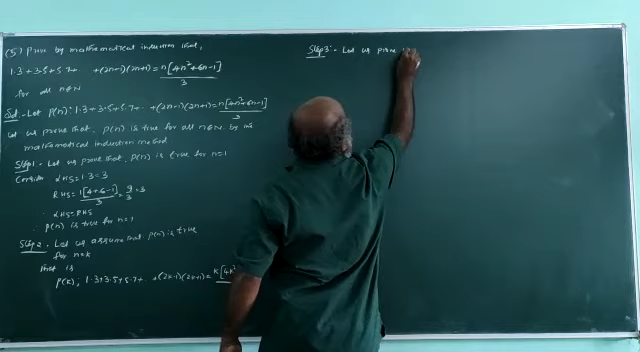 (5) Prove by mathematical induction that,
1.3+3.5+5.7+.. +(2n-1)(2n+1)=n[4n²+6n-1]/3
for all n∈N
Sol:- Let P(n): 1.3+3.5+5.7+.. +(2n-1)(2n+1)=n[4n²+6n-1]/3
Let us prove that, P(n) is true for all n∈N. by
mathematical induction method
Step1 - Let us prove that, P(n) is true for n=1
Consider LHS=1.3=3
RHS=1[4+6-1]/3=9/3=3
∴ LHS=RHS
∴ P(n) is true for n=1
Step2 - Let us assume that P(n) is true
for n=k
that is
P(k): 1.3+3.5+5.7+.. +(2k-1)(2k+1)=k[4k²
Step3:- Let us prove